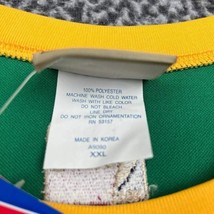 100% POLYESTER
MACHINE WASH COLD WATER
WASH WITH LIKE COLOR
DO NOT BLEACH
LINE DRY
DO NOT IRON ORNAMENTATION
RN 53157
MADE IN KOREA
XXL